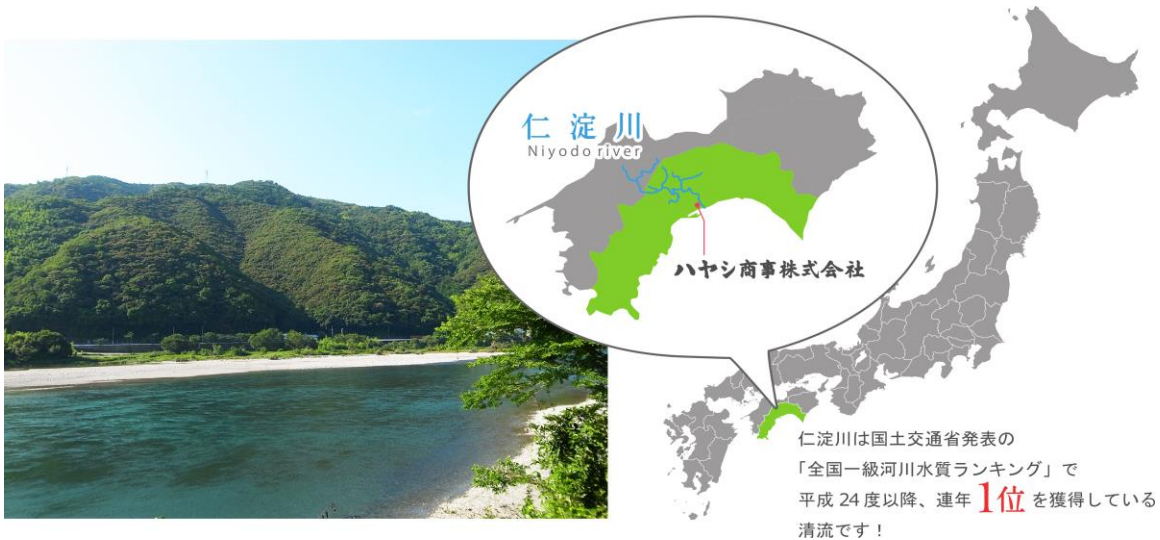 仁淀川
Niyodo river
ハヤシ商事株式会社
仁淀川は国土交通省発表の
「全国一級河川水質ランキング」で
平成 24 度以降、連年 1位 を獲得している
清流です！